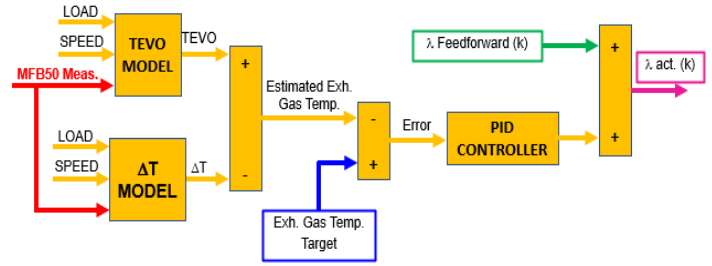 LOAD
SPEED
MFB50 Meas.
TEVO
MODEL
TEVO
+
-
LOAD
SPEED
ΔT
MODEL
ΔT
Estimated Exh.
Gas Temp.
-
+
Exh. Gas Temp.
Target
Error
PID
CONTROLLER
λ Feedforward (k)
+
+
λ act. (k)